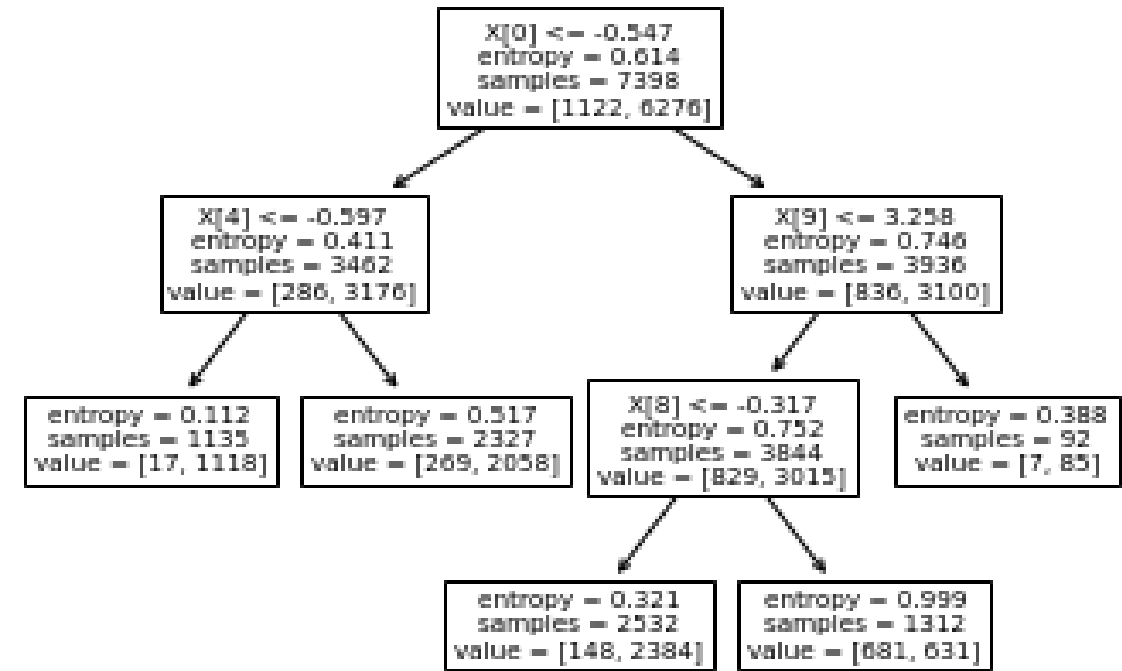 X[0] <= -0.547
entropy = 0.614
samples = 7398
value = [1122, 6276]
X[4] <= -0.597
entropy = 0.411
samples = 3462
value = [286, 3176]
X[9] <= 3.258
entropy = 0.746
samples = 3936
value = [836, 3100]
entropy = 0.112
samples = 1135
value = [17, 1118]
entropy = 0.517
samples = 2327
value = [269, 2058]
X[8] <= -0.317
entropy = 0.752
samples = 3844
value = [829, 3015]
entropy = 0.388
samples = 92
value = [7, 85]
entropy = 0.321
samples = 2532
value = [148, 2384]
entropy = 0.999
samples = 1312
value = [681, 631]